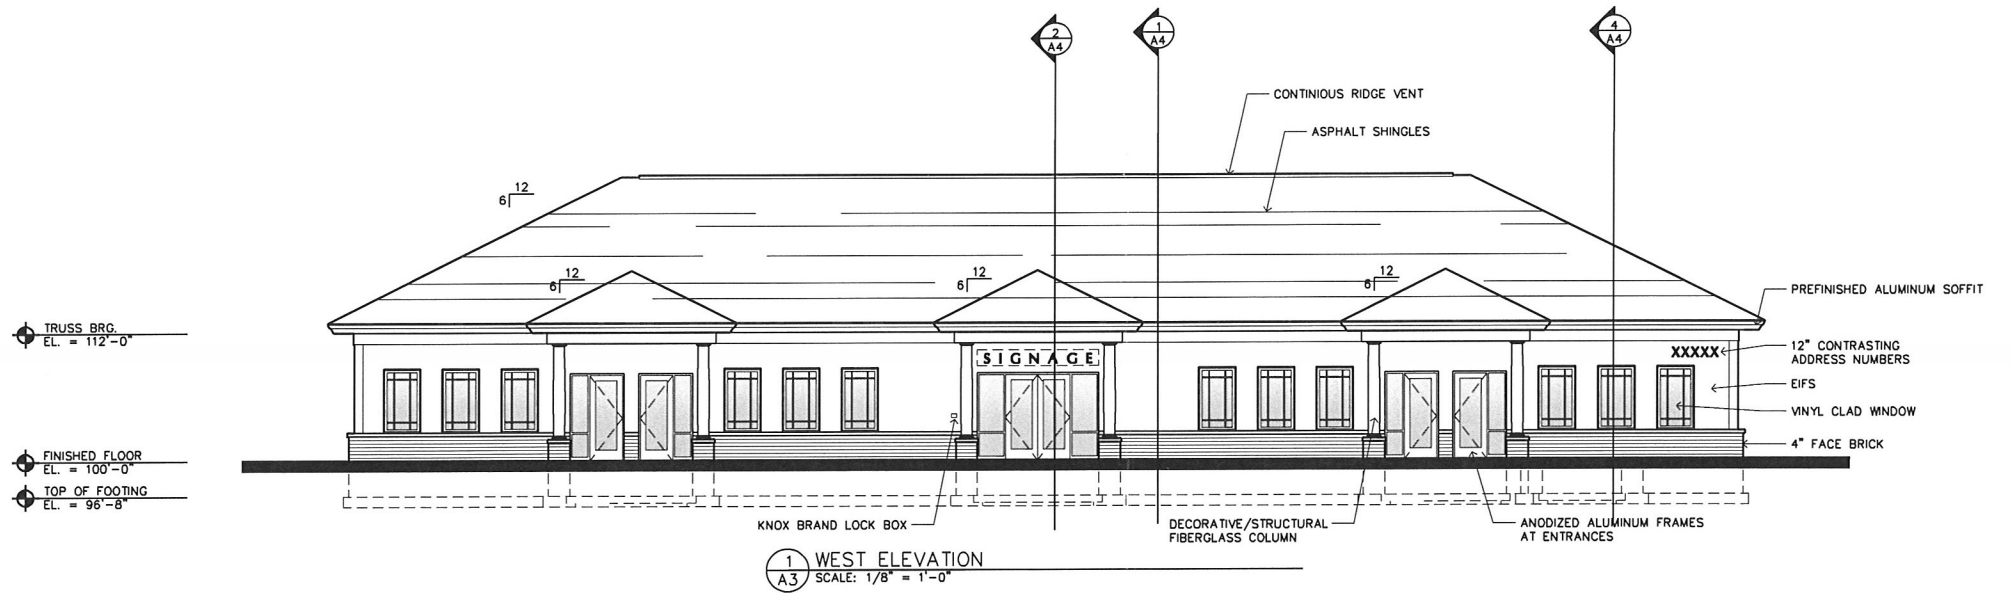 2
A4
1
A4
4
A4
CONTINIOUS RIDGE VENT
ASPHALT SHINGLES
12
6
12
6
12
6
12
6
PREFINISHED ALUMINUM SOFFIT
TRUSS BRG.
EL. = 112'-0"
SIGNAGE
XXXXX
12" CONTRASTING
ADDRESS NUMBERS
EIFS
VINYL CLAD WINDOW
4" FACE BRICK
FINISHED FLOOR
EL. = 100'-0"
TOP OF FOOTING
EL. = 96'-8"
KNOX BRAND LOCK BOX
DECORATIVE/STRUCTURAL
FIBERGLASS COLUMN
ANODIZED ALUMINUM FRAMES
AT ENTRANCES
1
A3
WEST ELEVATION
SCALE: 1/8" = 1'-0"